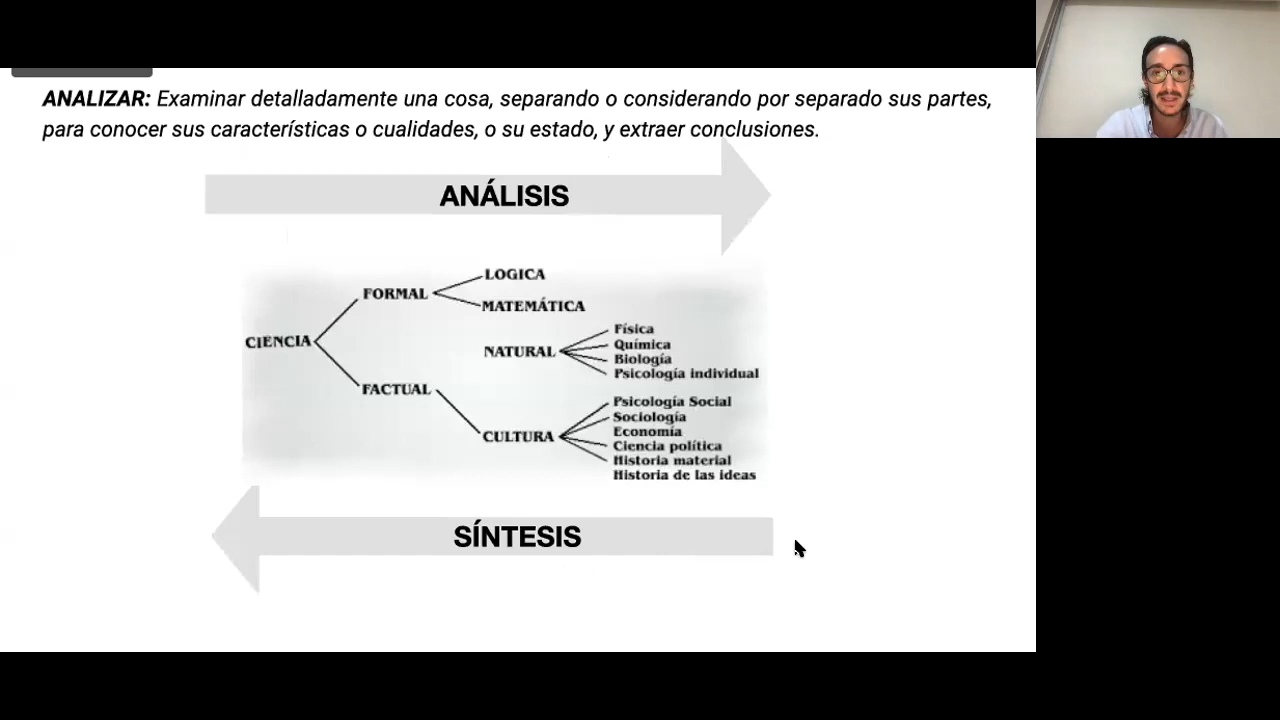 ANALIZAR: Examinar detalladamente una cosa, separando o considerando por separado sus partes,
para conocer sus características o cualidades, o su estado, y extraer conclusiones.
ANÁLISIS
CIENCIA
FORMAL
LOGICA
MATEMÁTICA
FACTUAL
NATURAL
Física
Química
Biología
Psicología individual
CULTURA
Psicología Social
Sociología
Economía
Ciencia política
Historia material
Historia de las ideas
SÍNTESIS